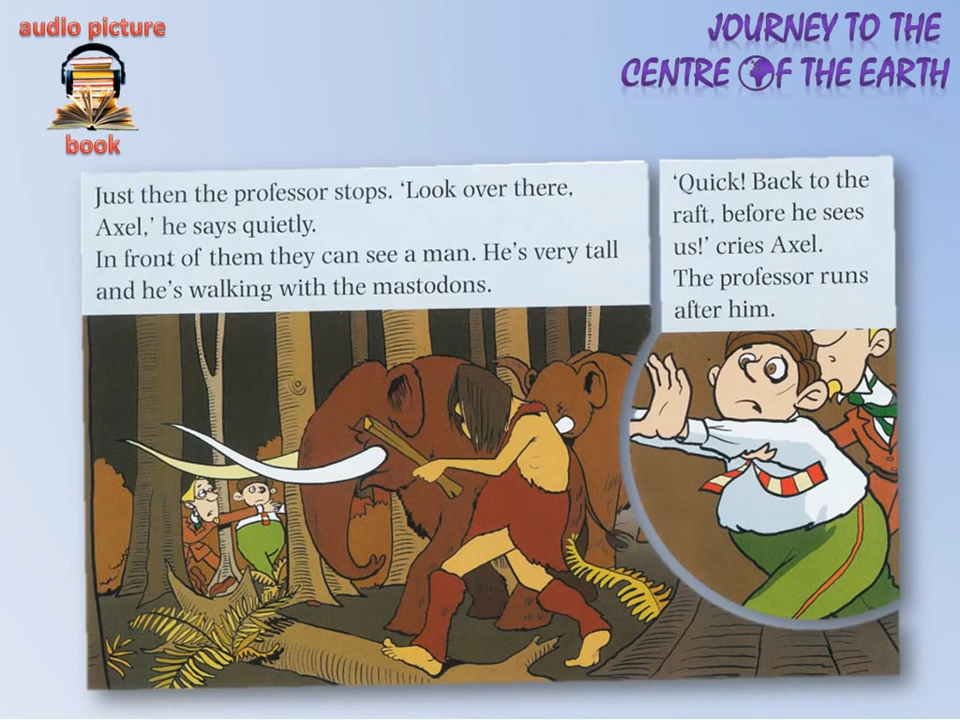 audio picture
book
JOURNEY TO THE
CENTRE OF THE EARTH
Just then the professor stops. ‘Look over there,
Axel,’ he says quietly.
In front of them they can see a man. He’s very tall
and he’s walking with the mastodons.
‘Quick! Back to the
raft, before he sees
us!’ cries Axel.
The professor runs
after him.